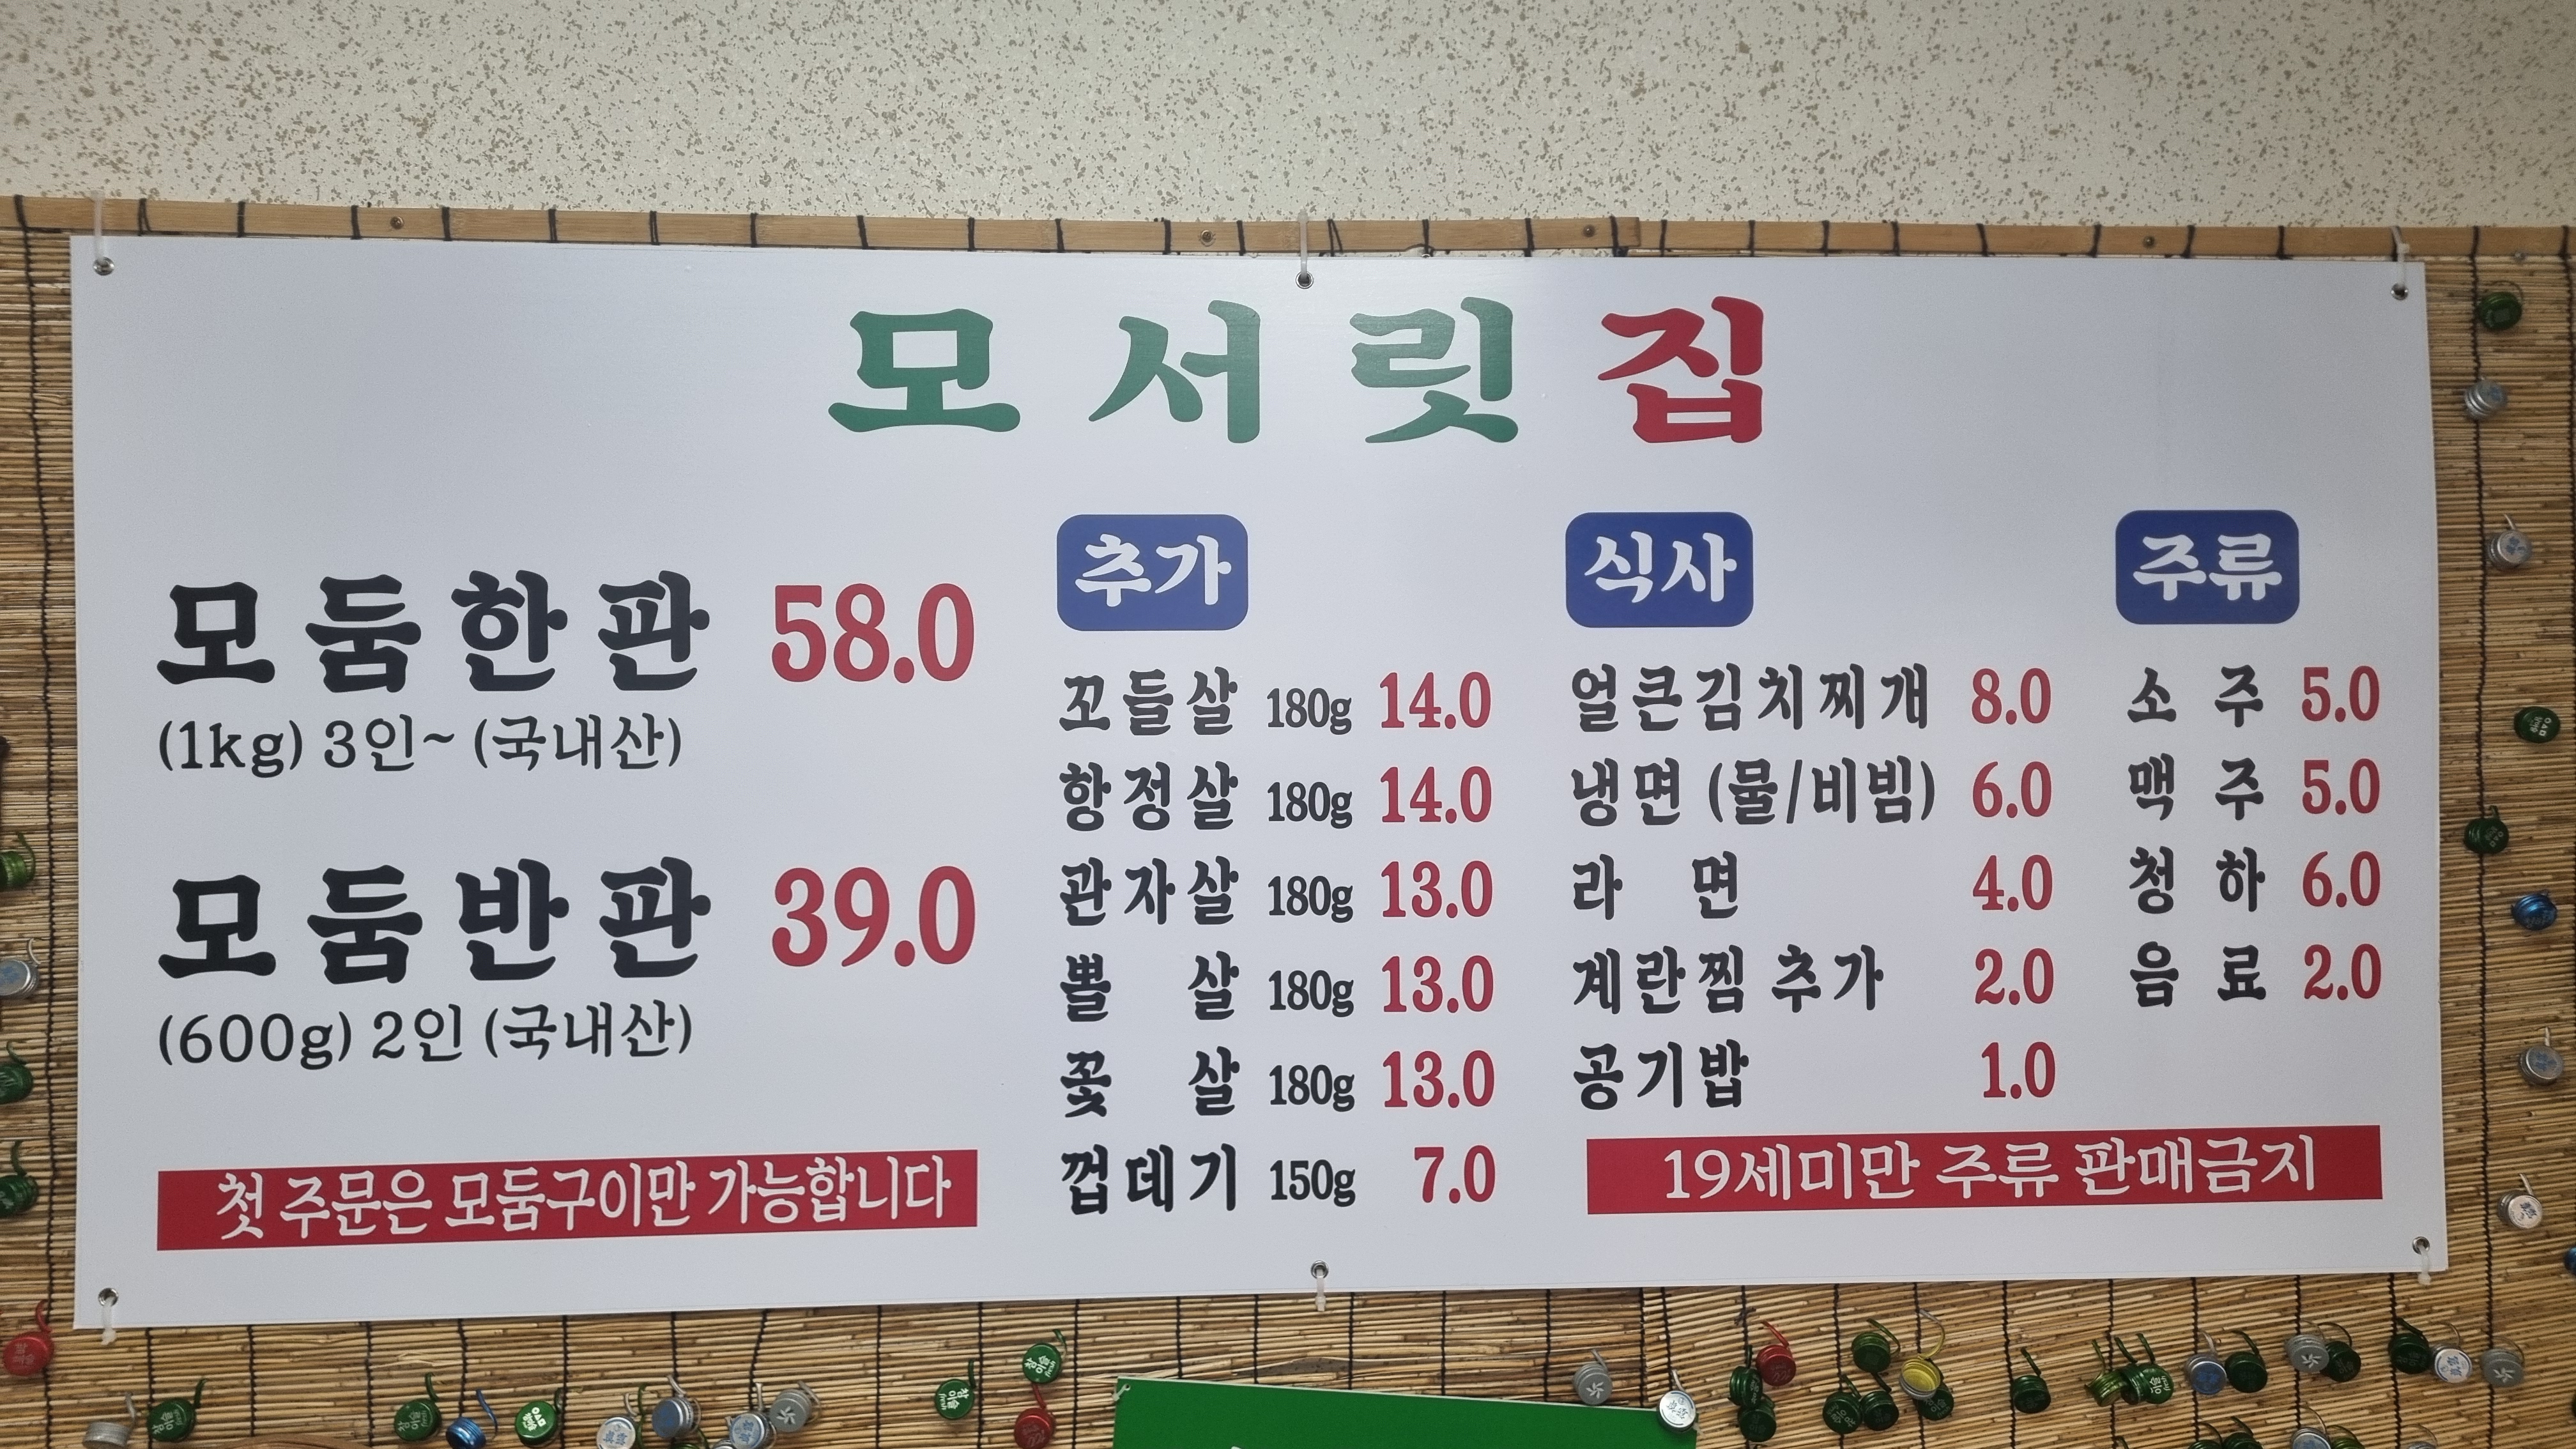 모서릿집
모둠한판 58.0
(1kg) 3인~ (국내산)
모둠반판 39.0
(600g) 2인 (국내산)
첫 주문은 모둠구이만 가능합니다
추가
꼬들살 180g 14.0
항정살 180g 14.0
관자살 180g 13.0
뽈살 180g 13.0
꽃살 180g 13.0
껍데기 150g 7.0
식사
얼큰김치찌개 8.0
냉면 (물/비빔) 6.0
라면 4.0
계란찜 추가 2.0
공기밥 1.0
주류
소주 5.0
맥주 5.0
청하 6.0
음료 2.0
19세미만 주류 판매금지